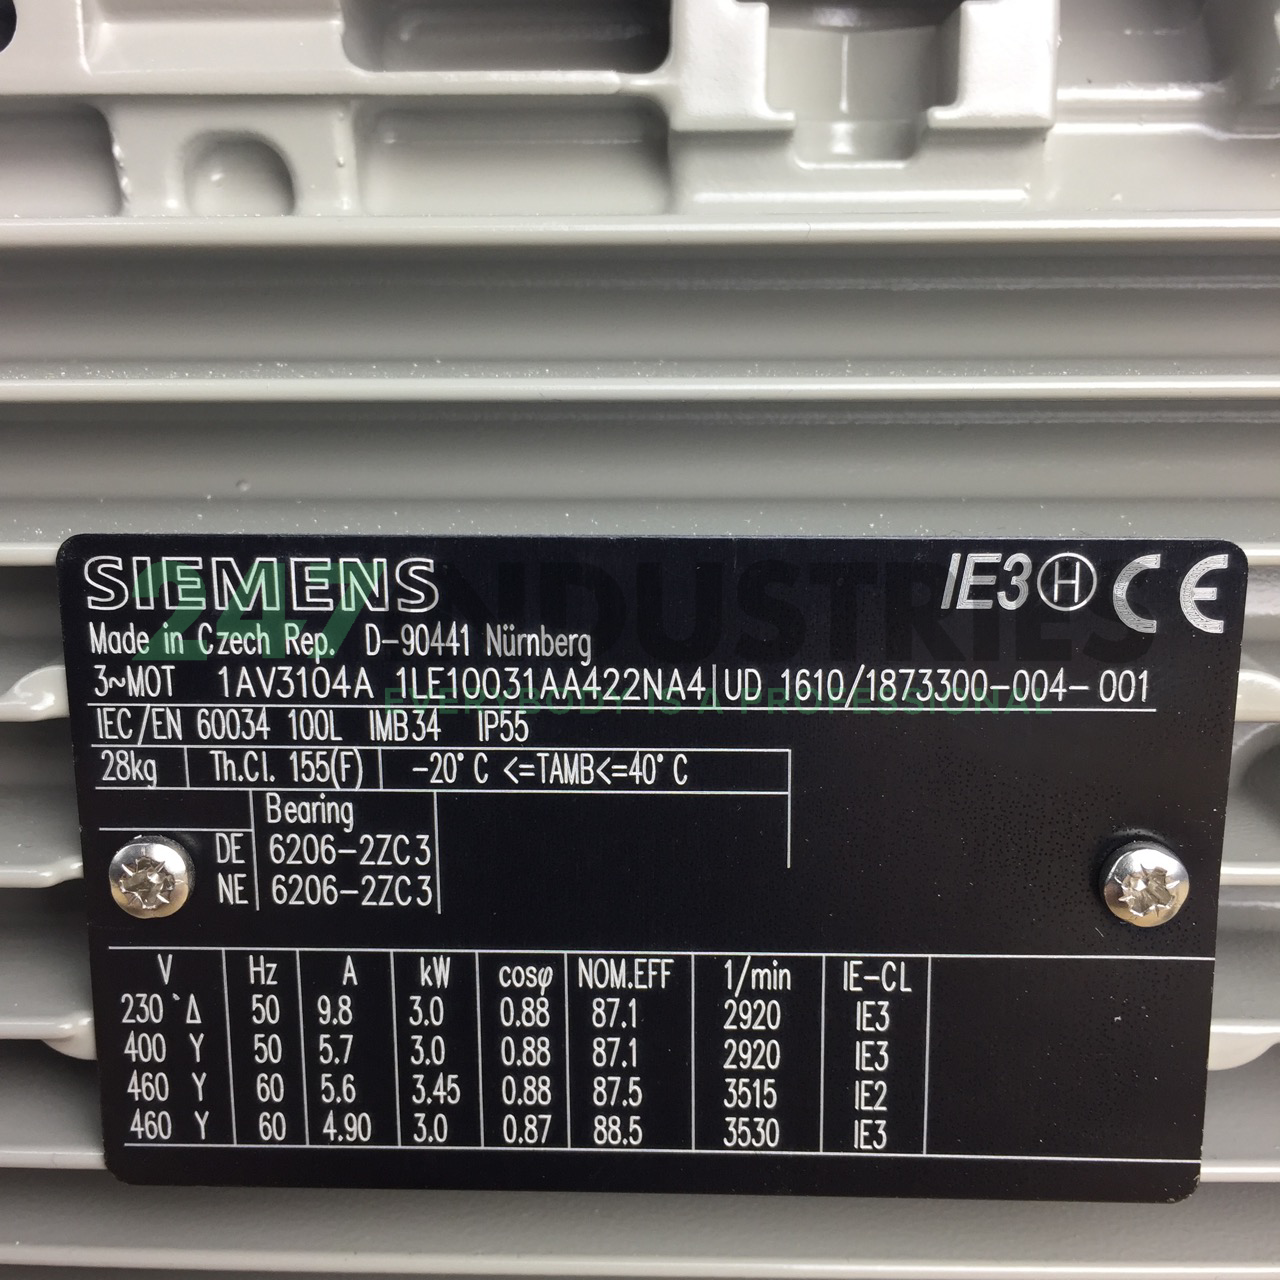 SIEMENS
IE3 H CE
Made in Czech Rep. D-90441 Nürnberg
3~MOT 1AV3104A 1LE10031AA422NA4 UD 1610/1873300-004-001
IEC/EN 60034 100L IMB34 IP55
28kg Th.Cl. 155(F) -20°C <=TAMB<=40°C
Bearing
DE 6206-2ZC3
NE 6206-2ZC3
V Hz A kW cosφ NOM.EFF 1/min IE-CL
230 Δ 50 9.8 3.0 0.88 87.1 2920 IE3
400 Y 50 5.7 3.0 0.88 87.1 2920 IE3
460 Y 60 5.6 3.45 0.88 87.5 3515 IE2
460 Y 60 4.90 3.0 0.87 88.5 3530 IE3
247 INDUSTRIES
EVERYBODY IS A PROFESSIONAL